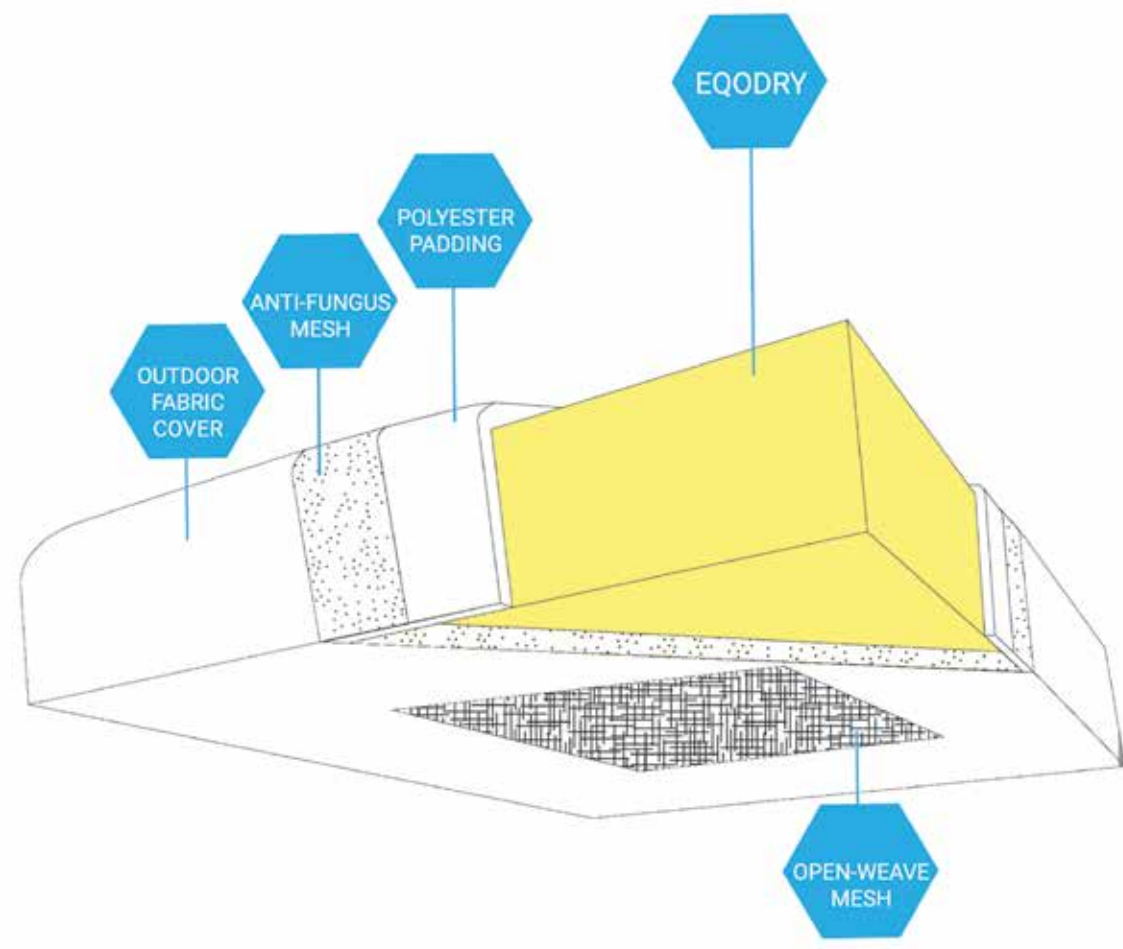 EQODRY
POLYESTER
PADDING
ANTI-FUNGUS
MESH
OUTDOOR
FABRIC
COVER
OPEN-WEAVE
MESH